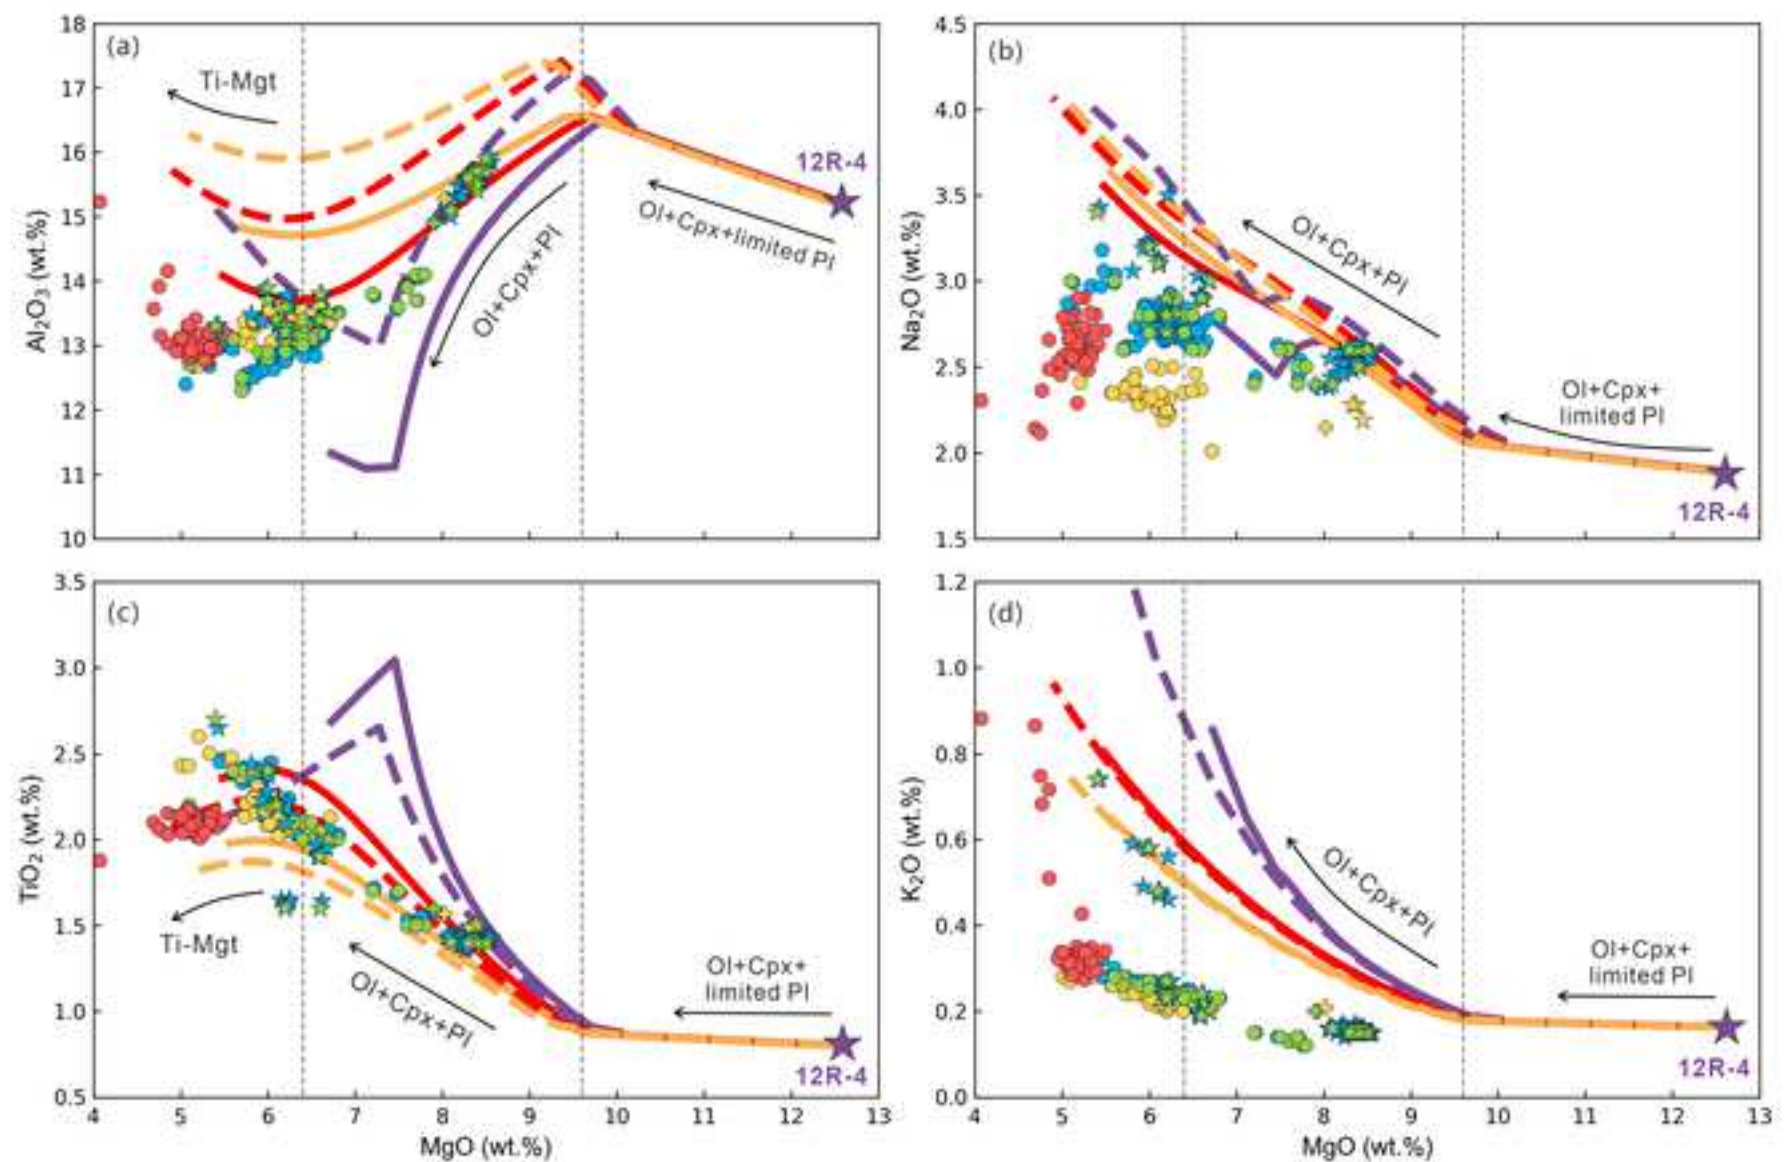 (a)
18
17
16
15
14
13
12
11
10
Al₂O₃ (wt.%)
Ti-Mgt
12R-4
Ol+Cpx+limited Pl
Ol+Cpx+Pl
5
6
7
8
9
10
11
12
13
(b)
4.5
4.0
3.5
3.0
2.5
2.0
1.5
Na₂O (wt.%)
Ol+Cpx+Pl
Ol+Cpx+
limited Pl
12R-4
5
6
7
8
9
10
11
12
13
(c)
3.5
3.0
2.5
2.0
1.5
1.0
0.5
TiO₂ (wt.%)
Ti-Mgt
Ol+Cpx+Pl
Ol+Cpx+
limited Pl
12R-4
4
5
6
7
8
9
10
11
12
13
MgO (wt.%)
(d)
1.2
1.0
0.8
0.6
0.4
0.2
0.0
K₂O (wt.%)
Ol+Cpx+Pl
Ol+Cpx+
limited Pl
12R-4
4
5
6
7
8
9
10
11
12
13
MgO (wt.%)